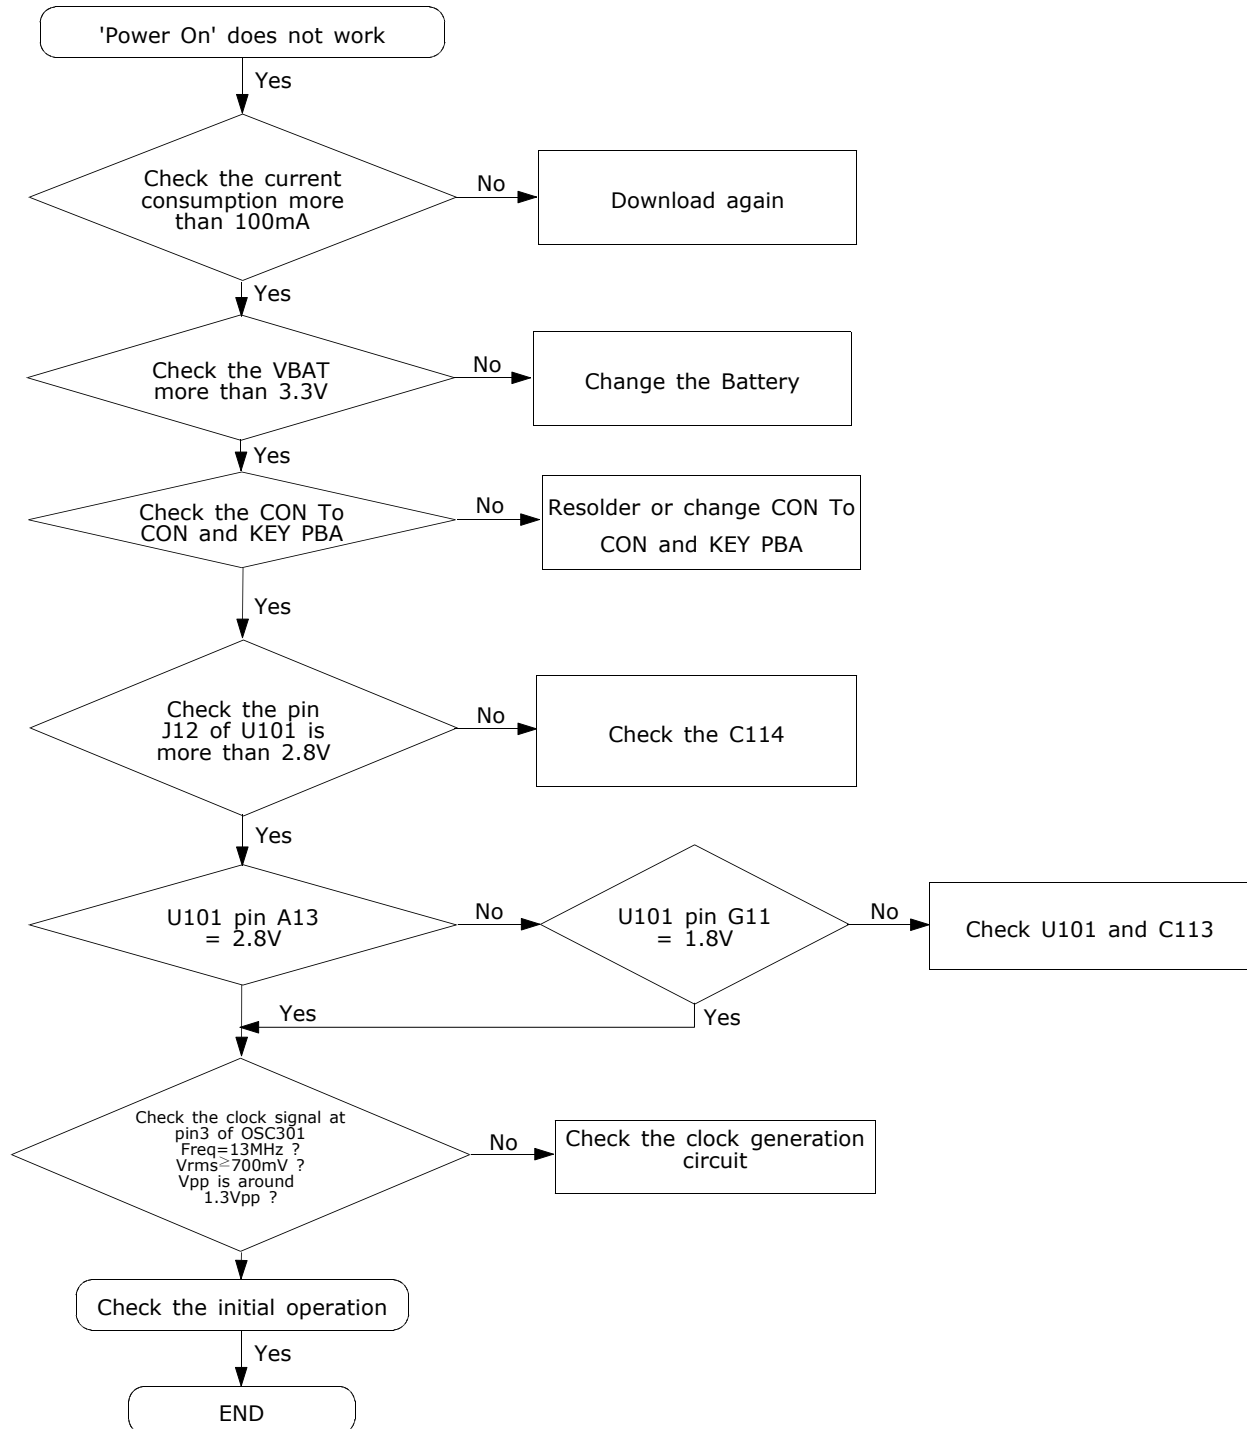 'Power On' does not work
Yes
Check the current
consumption more
than 100mA
No
Download again
Yes
Check the VBAT
more than 3.3V
No
Change the Battery
Yes
Check the CON To
CON and KEY PBA
No
Resolder or change CON To
CON and KEY PBA
Yes
Check the pin
J12 of U101 is
more than 2.8V
No
Check the C114
Yes
U101 pin A13
= 2.8V
No
U101 pin G11
= 1.8V
No
Check U101 and C113
Yes
Yes
Check the clock signal at
pin3 of OSC301
Freq=13MHz ?
Vrms≧700mV ?
Vpp is around
1.3Vpp ?
No
Check the clock generation
circuit
Check the initial operation
Yes
END